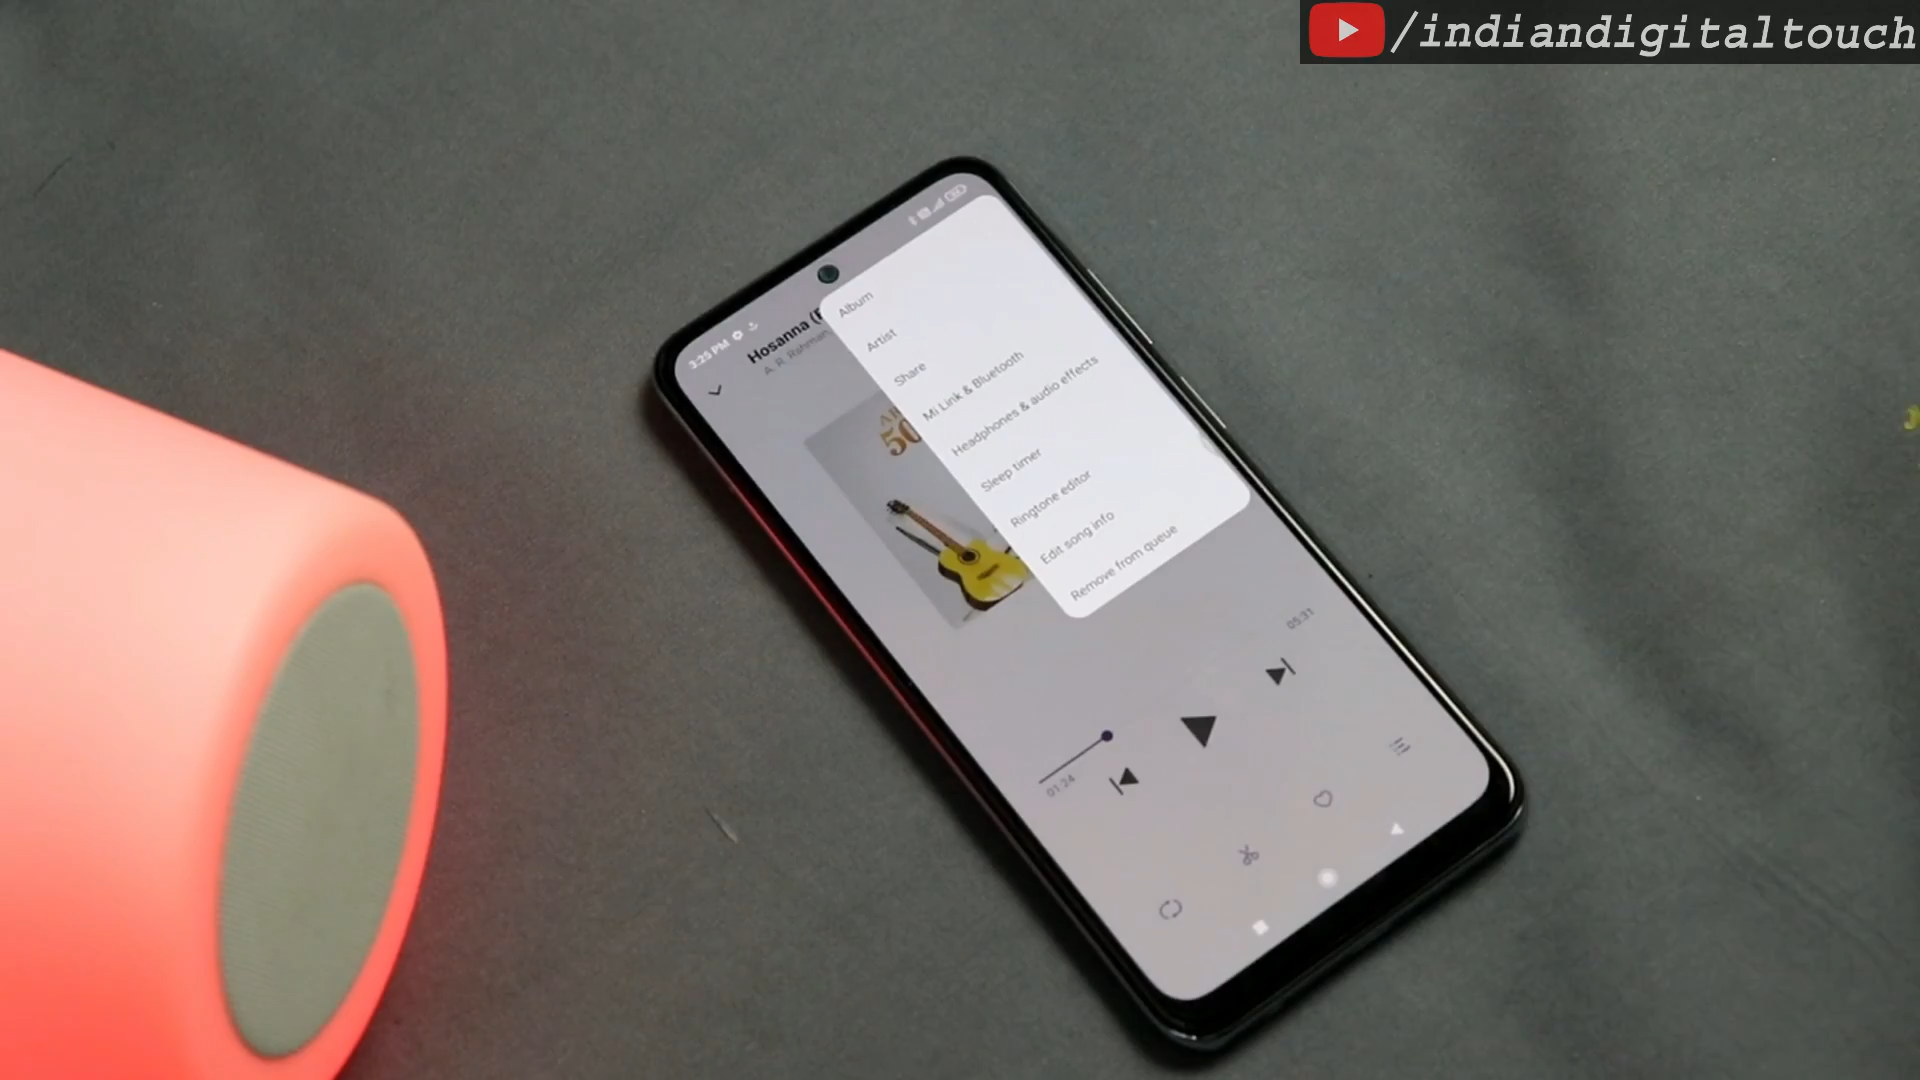 /indiandigitaltouch
3:25 PM
Hosanna (
A. R. Rahman
Album
Artist
Share
Mi Link & Bluetooth
Headphones & audio effects
Sleep timer
Ringtone editor
Edit song info
Remove from queue
05:31
01:24